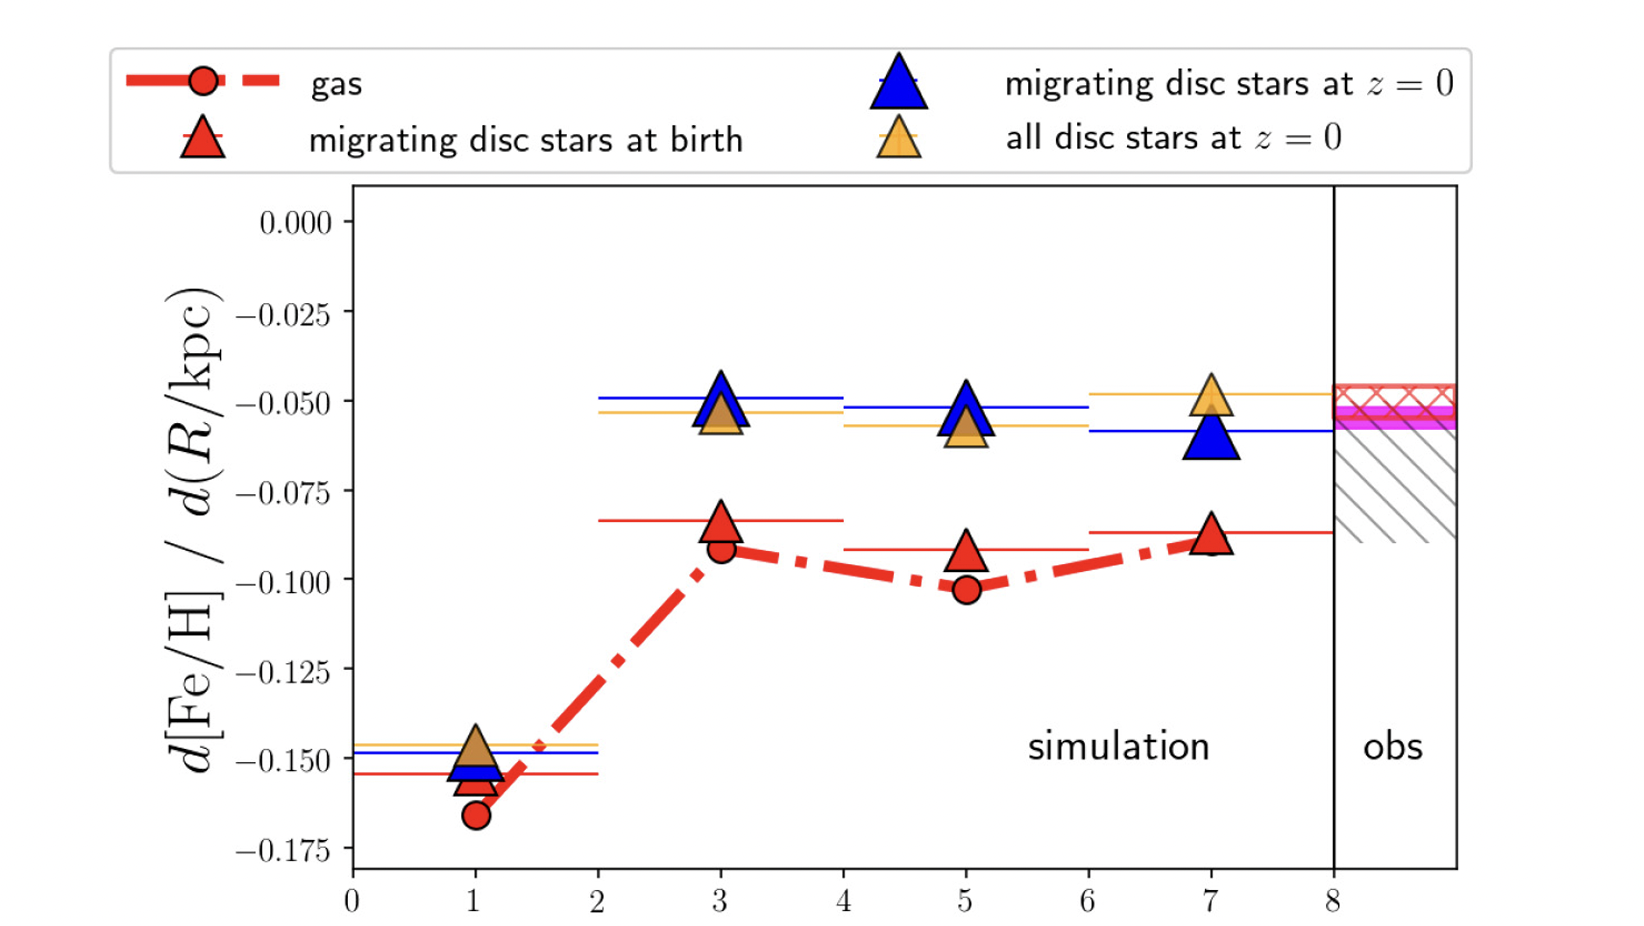 gas
migrating disc stars at birth
migrating disc stars at z = 0
all disc stars at z = 0
d[Fe/H] / d(R/kpc)
0.000
−0.025
−0.050
−0.075
−0.100
−0.125
−0.150
−0.175
simulation
obs
0 1 2 3 4 5 6 7 8